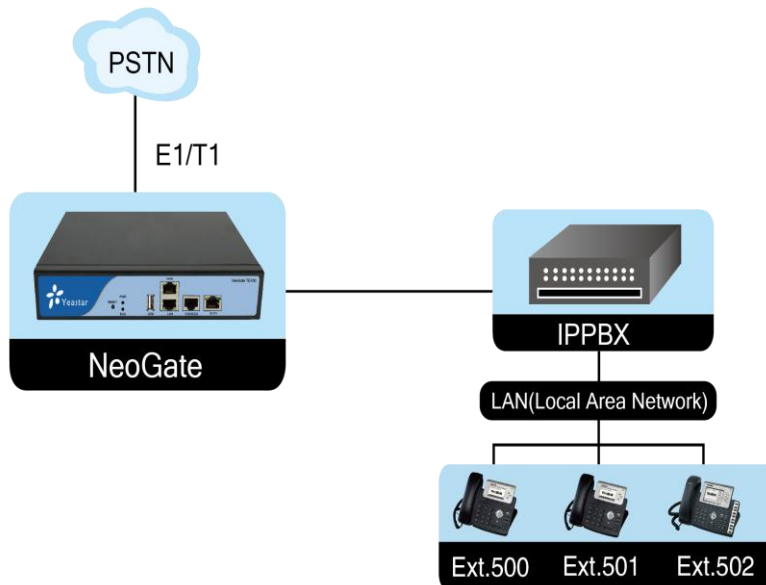 PSTN
E1/T1
Yeastar
NeoGate
IPPBX
LAN(Local Area Network)
Ext.500 Ext.501 Ext.502